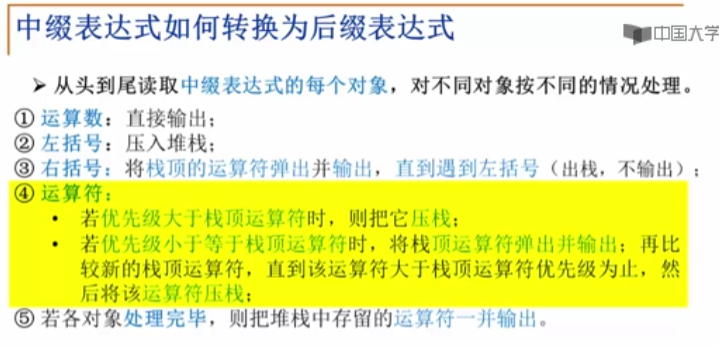 中缀表达式如何转换为后缀表达式
中国大学
➢ 从头到尾读取中缀表达式的每个对象，对不同对象按不同的情况处理。
① 运算数：直接输出；
② 左括号：压入堆栈；
③ 右括号：将栈顶的运算符弹出并输出，直到遇到左括号（出栈，不输出）；
④ 运算符：
• 若优先级大于栈顶运算符时，则把它压栈；
• 若优先级小于等于栈顶运算符时，将栈顶运算符弹出并输出；再比
较新的栈顶运算符，直到该运算符大于栈顶运算符优先级为止，然
后将该运算符压栈；
⑤ 若各对象处理完毕，则把堆栈中存留的运算符一并输出。